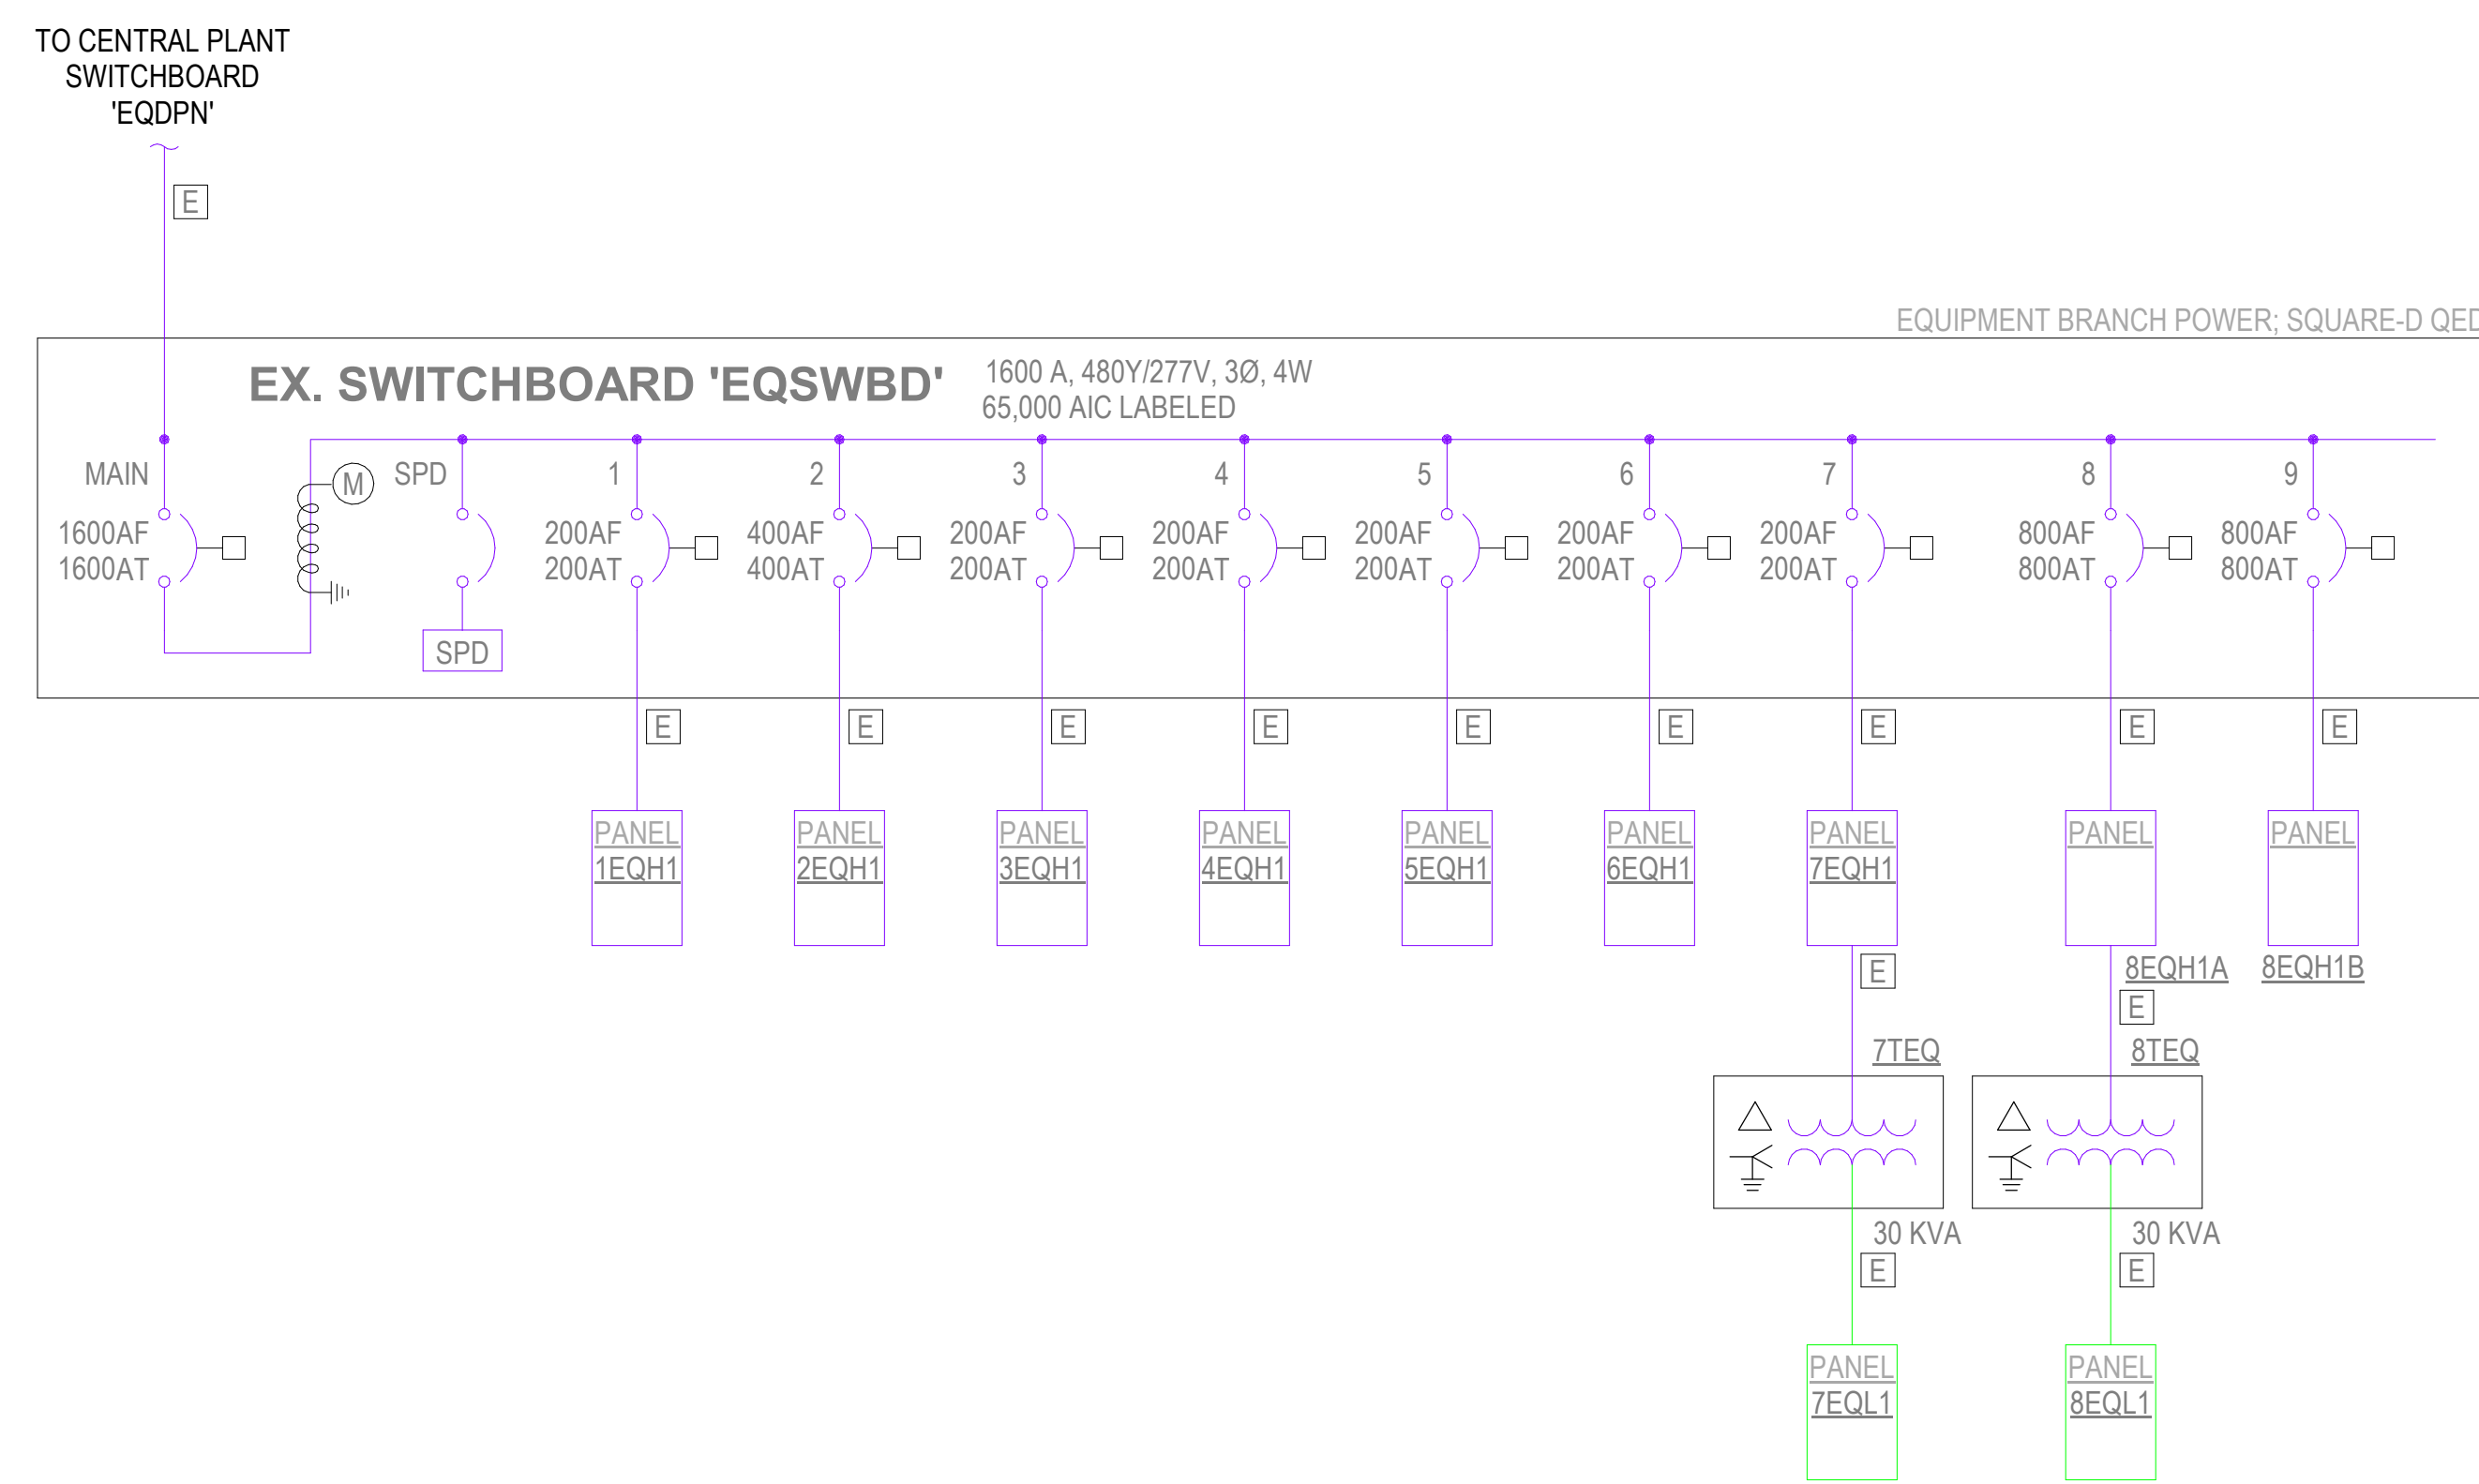 TO CENTRAL PLANT
SWITCHBOARD
'EQDPN'
E
EQUIPMENT BRANCH POWER; SQUARE-D QED
EX. SWITCHBOARD 'EQSWBD'
1600 A, 480Y/277V, 3Ø, 4W
65,000 AIC LABELED
MAIN
1600AF
1600AT
M
SPD
SPD
1
200AF
200AT
2
400AF
400AT
3
200AF
200AT
4
200AF
200AT
5
200AF
200AT
6
200AF
200AT
7
200AF
200AT
8
800AF
800AT
9
800AF
800AT
E
E
E
E
E
E
E
E
E
PANEL
1EQH1
PANEL
2EQH1
PANEL
3EQH1
PANEL
4EQH1
PANEL
5EQH1
PANEL
6EQH1
PANEL
7EQH1
PANEL
8EQH1A
PANEL
8EQH1B
E
E
7TEQ
8TEQ
30 KVA
30 KVA
E
E
PANEL
7EQL1
PANEL
8EQL1